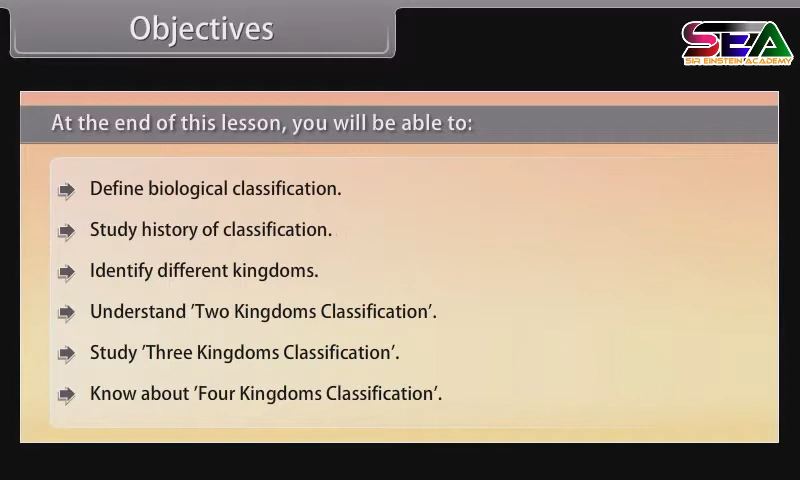 Objectives
SEA
SIR EINSTEIN ACADEMY
At the end of this lesson, you will be able to:
Define biological classification.
Study history of classification.
Identify different kingdoms.
Understand ‘Two Kingdoms Classification’.
Study ‘Three Kingdoms Classification’.
Know about ‘Four Kingdoms Classification’.